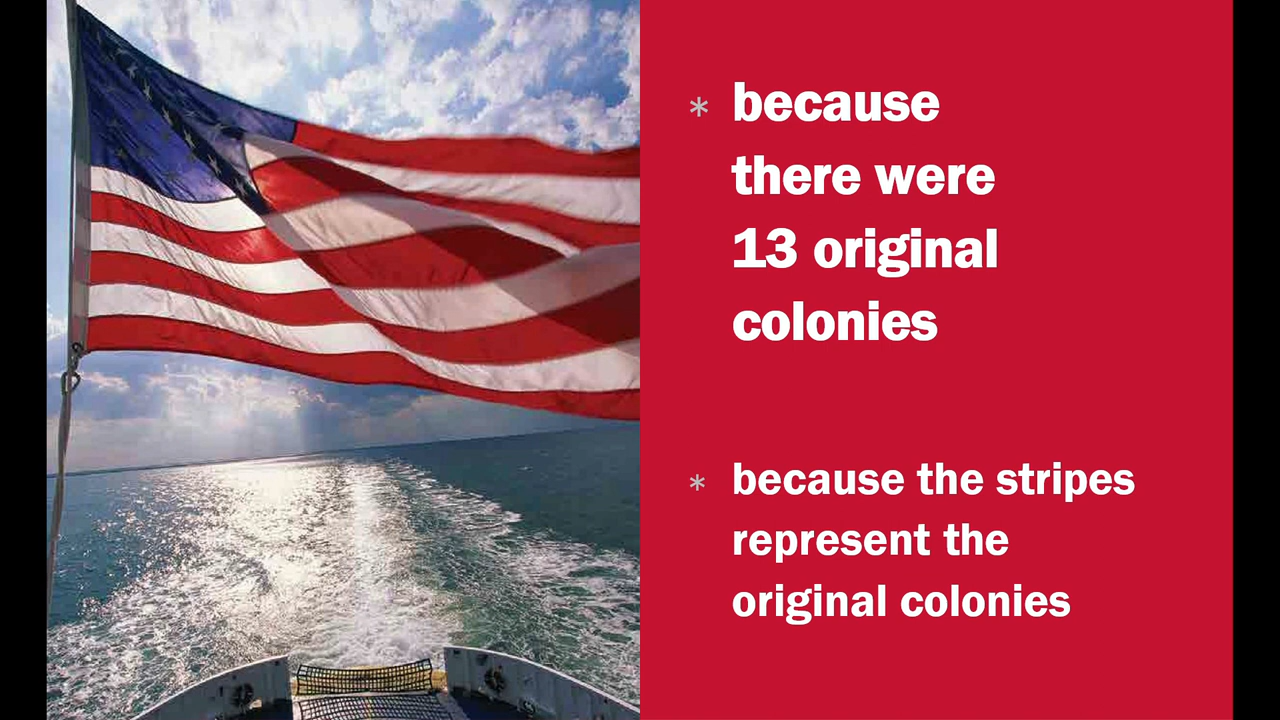 * because
there were
13 original
colonies
* because the stripes
represent the
original colonies